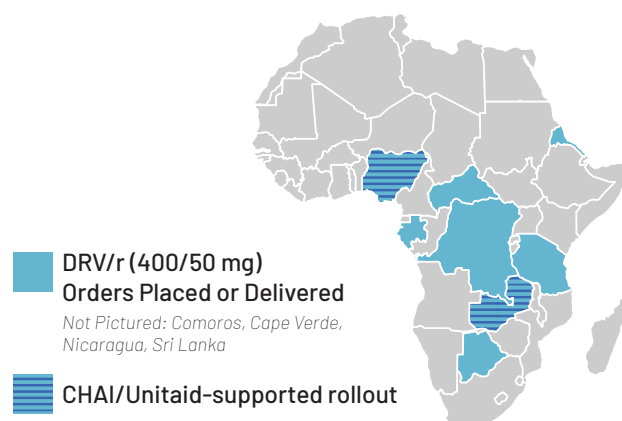 DRV/r (400/50 mg)
Orders Placed or Delivered
Not Pictured: Comoros, Cape Verde,
Nicaragua, Sri Lanka
CHAI/Unitaid-supported rollout